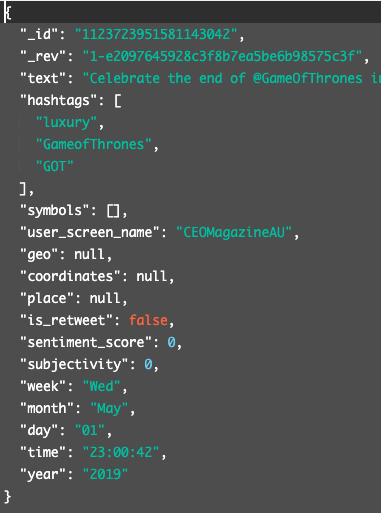 {
"_id": "1123723951581143042",
"_rev": "1-e2097645928c3f8b7ea5be6b98575c3f",
"text": "Celebrate the end of @GameOfThrones in
"hashtags": [
"luxury",
"GameofThrones",
"GOT"
],
"symbols": [],
"user_screen_name": "CEOMagazineAU",
"geo": null,
"coordinates": null,
"place": null,
"is_retweet": false,
"sentiment_score": 0,
"subjectivity": 0,
"week": "Wed",
"month": "May",
"day": "01",
"time": "23:00:42",
"year": "2019"
}